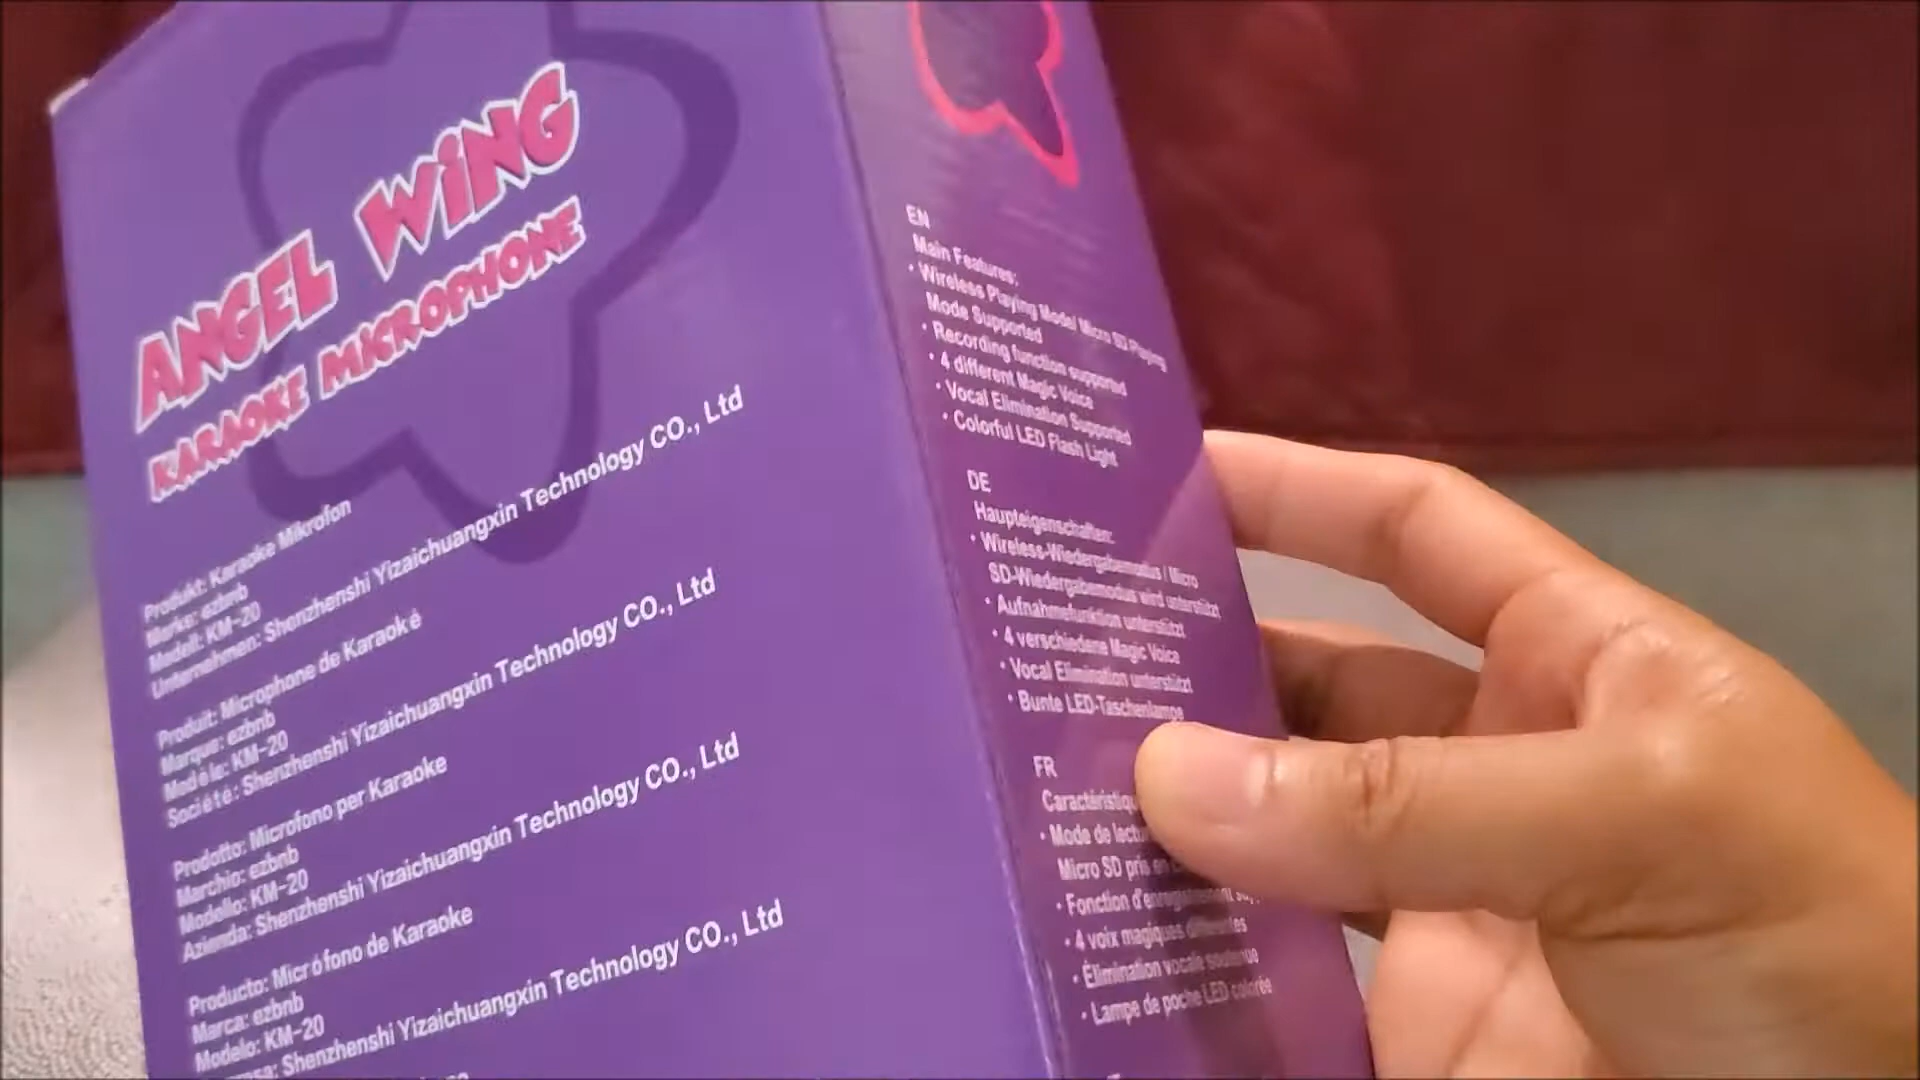 ANGEL WiNG
KARAOKE MICROPHONE
Produkt: Karaoke Mikrofon
Marke: ezbnb
Modell: KM-20
Unternehmen: Shenzhenshi Yizaichuangxin Technology CO., Ltd
Produit: Microphone de Karaoké
Marque: ezbnb
Modèle: KM-20
Société: Shenzhenshi Yizaichuangxin Technology CO., Ltd
Prodotto: Microfono per Karaoke
Marchio: ezbnb
Modello: KM-20
Azienda: Shenzhenshi Yizaichuangxin Technology CO., Ltd
Producto: Micrófono de Karaoke
Marca: ezbnb
Modelo: KM-20
Shenzhenshi Yizaichuangxin Technology CO., Ltd
EN
Main Features:
• Wireless Playing Mode/ Micro SD Playing
Mode Supported
• Recording function supported
• 4 different Magic Voice
• Vocal Elimination Supported
• Colorful LED Flash Light
DE
Haupteigenschaften:
• Wireless-Wiedergabemodus / Micro
SD-Wiedergabemodus wird unterstützt
• Aufnahmefunktion unterstützt
• 4 verschiedene Magic Voice
• Vocal Elimination unterstützt
• Bunte LED-Taschenlampe
FR
Caractéristiqu
• Mode de lectu
Micro SD pris en
• Fonction d'enregistrement
• 4 voix magiques différentes
• Élimination vocale soutenue
• Lampe de poche LED colorée